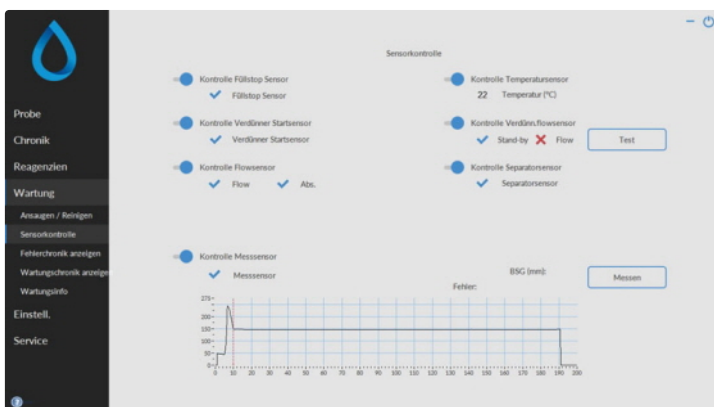 Sensorkontrolle
Kontrolle Füllstop Sensor
Füllstop Sensor
Kontrolle Temperatursensor
22 Temperatur (°C)
Kontrolle Verdünner Startsensor
Verdünner Startsensor
Kontrolle Verdünn.flowsensor
Stand-by Flow
Test
Kontrolle Flowsensor
Flow Abs.
Kontrolle Separatorsensor
Separatorsensor
Probe
Chronik
Reagenzien
Wartung
Ansaugen / Reinigen
Sensorkontrolle
Fehlerchronik anzeigen
Wartungschronik anzeigen
Wartungsinfo
Einstell.
Service
?
Kontrolle Messsensor
Messsensor
BSG (mm):
Fehler:
Messen
275
200
150
100
50
0
0 10 20 30 40 50 60 70 80 90 100 110 120 130 140 150 160 170 180 190 200